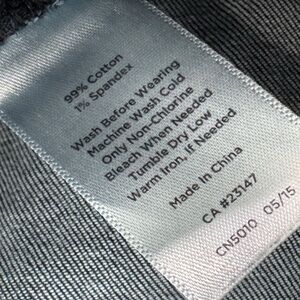 99% Cotton
1% Spandex
Wash Before Wearing
Machine Wash Cold
Only Non-Chlorine
Bleach When Needed
Tumble Dry Low
Warm Iron, If Needed
Made In China
CA #23147
CN5010 05/15